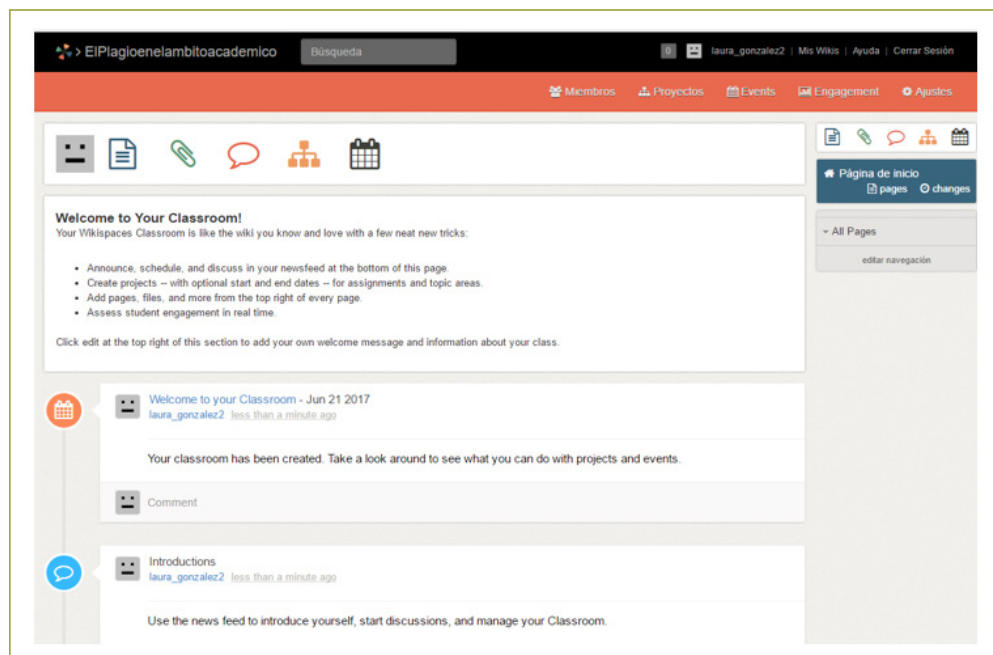 ElPlagioenelambitoacademico
Búsqueda
0 laura_gonzalez2 | Mis Wikis | Ayuda | Cerrar Sesión
Miembros Proyectos Events Engagement Ajustes
Página de inicio
pages changes
All Pages
editar navegación
Welcome to Your Classroom!
Your Wikispaces Classroom is like the wiki you know and love with a few neat new tricks:
• Announce, schedule, and discuss in your newsfeed at the bottom of this page.
• Create projects -- with optional start and end dates -- for assignments and topic areas.
• Add pages, files, and more from the top right of every page.
• Assess student engagement in real time.
Click edit at the top right of this section to add your own welcome message and information about your class.
Welcome to your Classroom - Jun 21 2017
laura_gonzalez2 less than a minute ago
Your classroom has been created. Take a look around to see what you can do with projects and events.
Comment
Introductions
laura_gonzalez2 less than a minute ago
Use the news feed to introduce yourself, start discussions, and manage your Classroom.